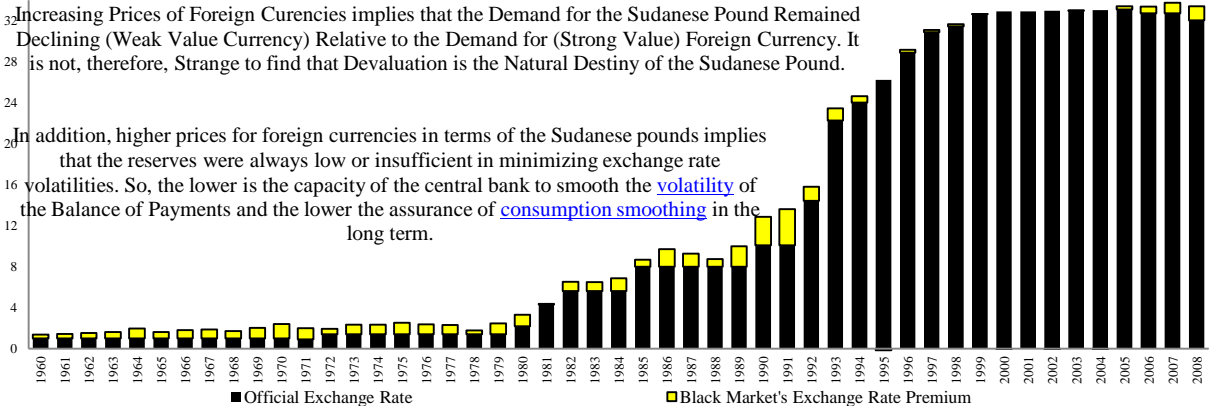 Increasing Prices of Foreign Curencies implies that the Demand for the Sudanese Pound Remained
Declining (Weak Value Currency) Relative to the Demand for (Strong Value) Foreign Currency. It
is not, therefore, Strange to find that Devaluation is the Natural Destiny of the Sudanese Pound.
In addition, higher prices for foreign currencies in terms of the Sudanese pounds implies
that the reserves were always low or insufficient in minimizing exchange rate
volatilities. So, the lower is the capacity of the central bank to smooth the volatility of
the Balance of Payments and the lower the assurance of consumption smoothing in the
long term.
32
28
24
20
16
12
8
4
0
1960 1961 1962 1963 1964 1965 1966 1967 1968 1969 1970 1971 1972 1973 1974 1975 1976 1977 1978 1979 1980 1981 1982 1983 1984 1985 1986 1987 1988 1989 1990 1991 1992 1993 1994 1995 1996 1997 1998 1999 2000 2001 2002 2003 2004 2005 2006 2007 2008
Official Exchange Rate
Black Market's Exchange Rate Premium